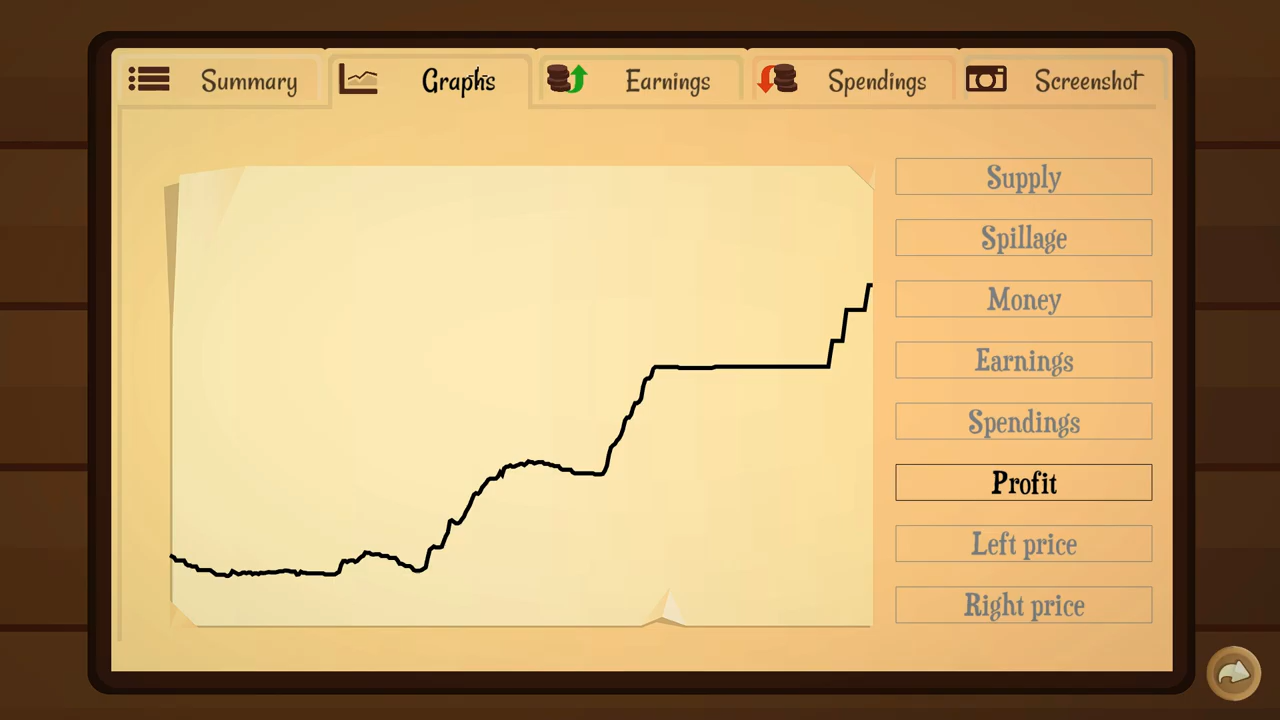 Summary
Graphs
Earnings
Spendings
Screenshot
Supply
Spillage
Money
Earnings
Spendings
Profit
Left price
Right price